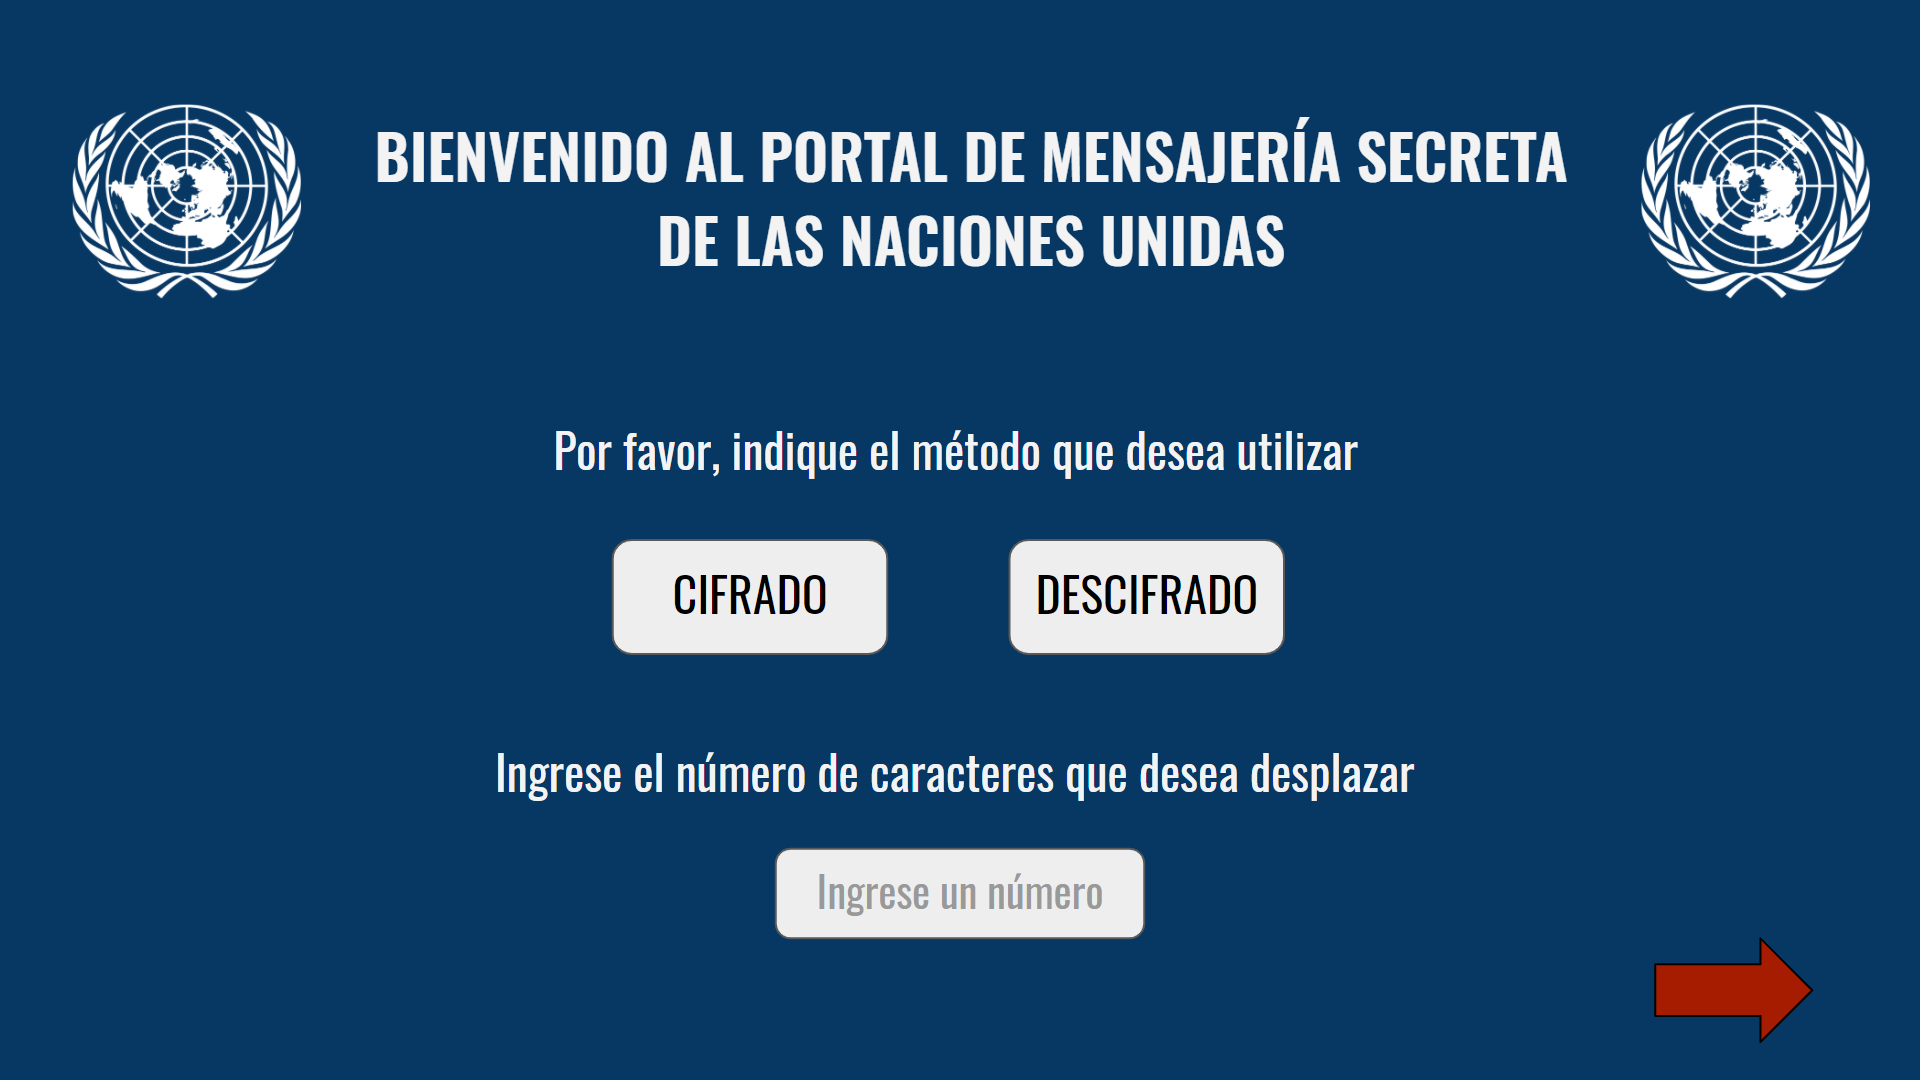 BIENVENIDO AL PORTAL DE MENSAJERÍA SECRETA
DE LAS NACIONES UNIDAS
Por favor, indique el método que desea utilizar
CIFRADO
DESCIFRADO
Ingrese el número de caracteres que desea desplazar
Ingrese un número